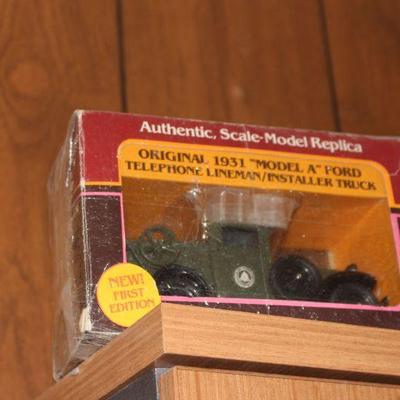 Authentic, Scale-Model Replica
ORIGINAL 1931 "MODEL A" FORD
TELEPHONE LINEMAN/INSTALLER TRUCK
NEW!
FIRST
EDITION